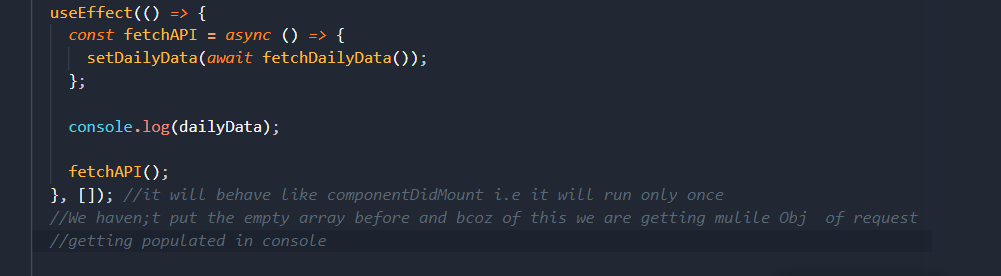 useEffect(() => {
const fetchAPI = async () => {
setDailyData(await fetchDailyData());
};
console.log(dailyData);
fetchAPI();
}, []); //it will behave like componentDidMount i.e it will run only once
//We haven;t put the empty array before and bcoz of this we are getting mulile Obj  of request
//getting populated in console